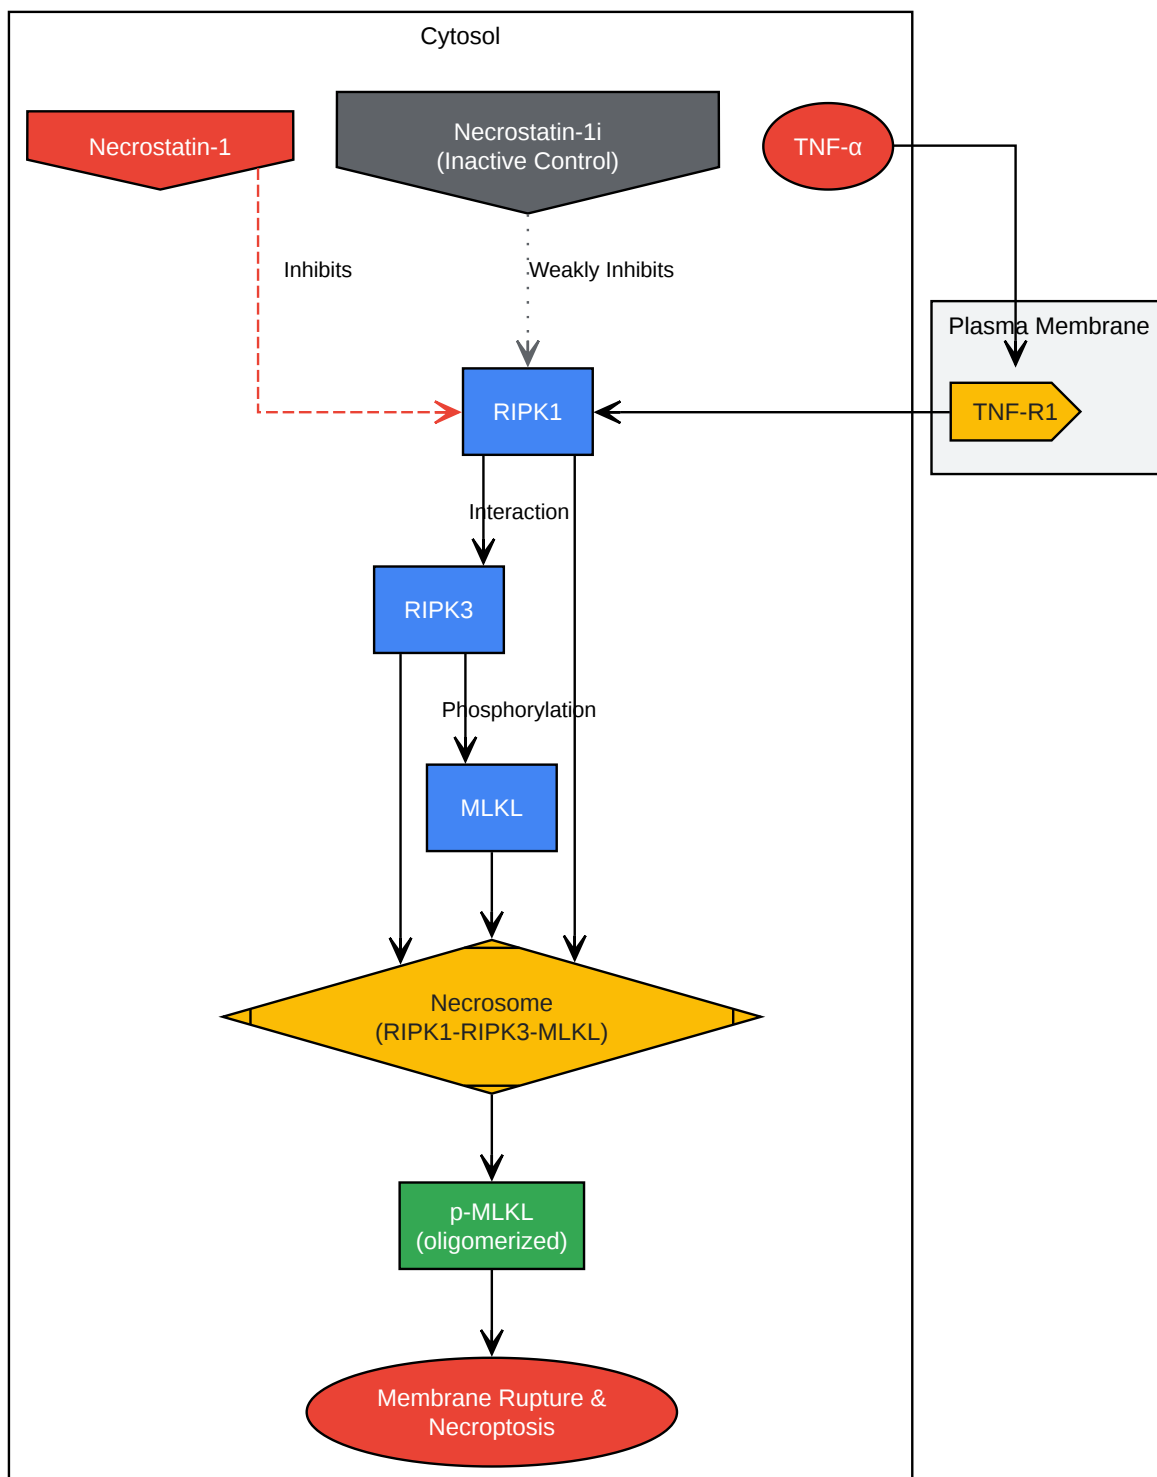 Cytosol
Necrostatin-1
Necrostatin-1i
(Inactive Control)
TNF-α
Inhibits
Weakly Inhibits
Plasma Membrane
RIPK1
TNF-R1
Interaction
RIPK3
Phosphorylation
MLKL
Necrosome
(RIPK1-RIPK3-MLKL)
p-MLKL
(oligomerized)
Membrane Rupture &
Necroptosis